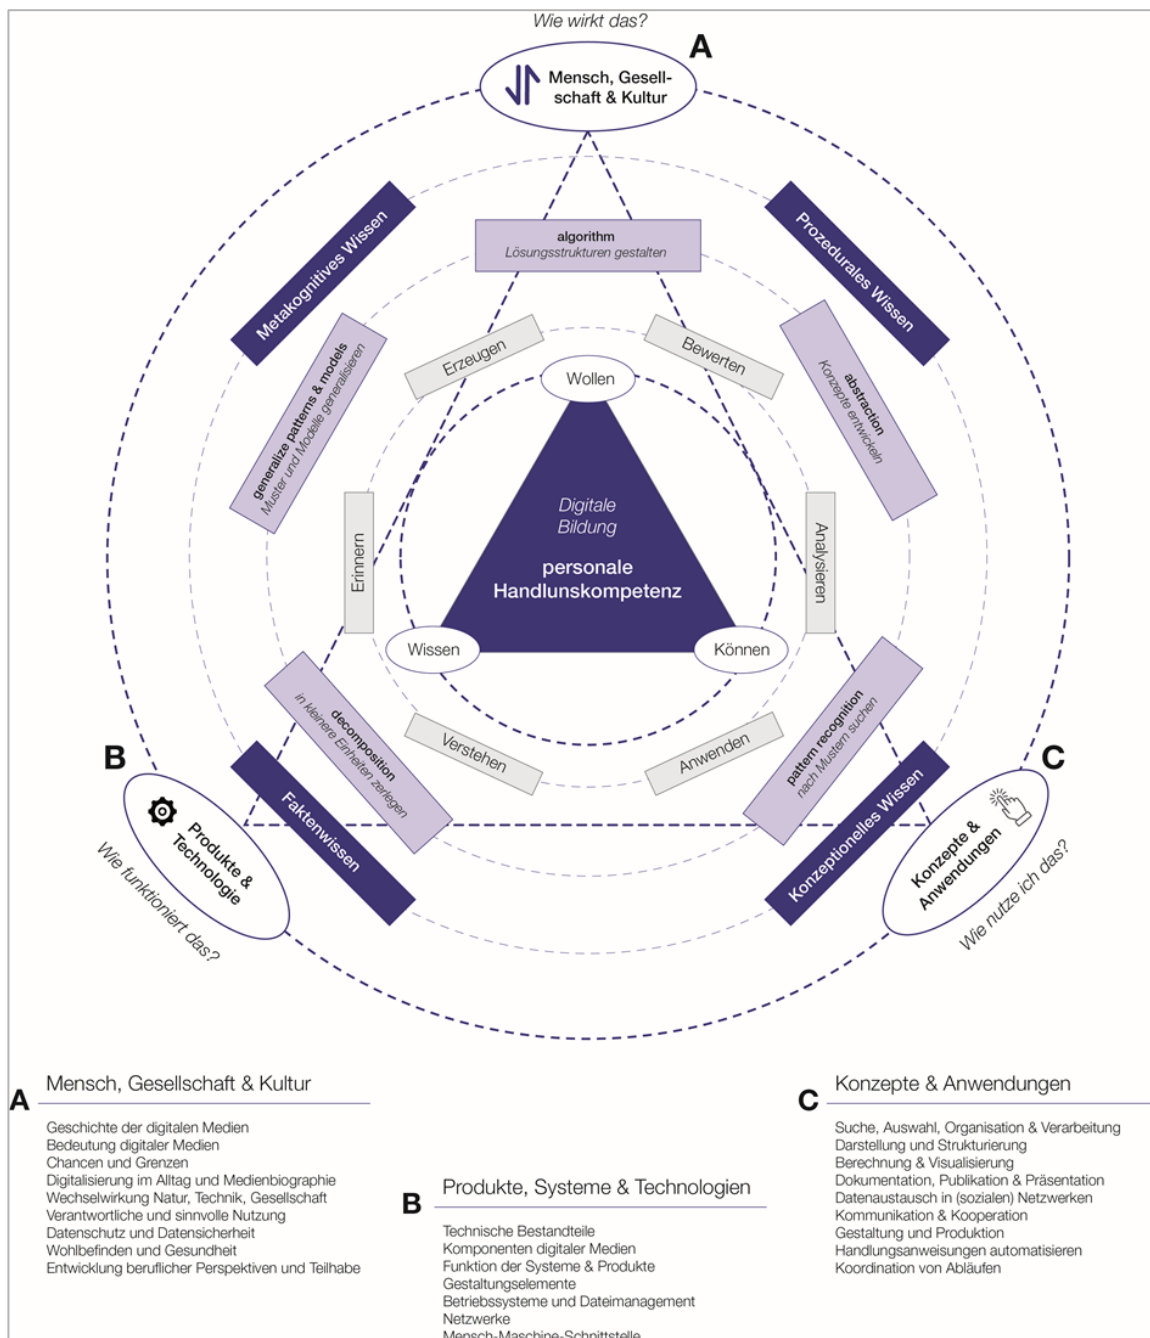 Wie wirkt das?
A
Mensch, Gesell-
schaft & Kultur
Metakognitives Wissen
Prozedurales Wissen
algorithm
Lösungsstrukturen gestalten
generalize patterns & models
Muster und Modelle generalisieren
Erzeugen
Bewerten
abstraction
Konzepte entwickeln
Wollen
Erinnern
Digitale
Bildung
personale
Handlunskompetenz
Analysieren
Wissen
Können
decomposition
in kleinere Einheiten zerlegen
Verstehen
Anwenden
pattern recognition
nach Mustern suchen
B
Produkte &
Technologie
Wie funktioniert das?
Faktenwissen
Konzeptionelles Wissen
C
Konzepte &
Anwendungen
Wie nutze ich das?
A
Mensch, Gesellschaft & Kultur
Geschichte der digitalen Medien
Bedeutung digitaler Medien
Chancen und Grenzen
Digitalisierung im Alltag und Medienbiographie
Wechselwirkung Natur, Technik, Gesellschaft
Verantwortliche und sinnvolle Nutzung
Datenschutz und Datensicherheit
Wohlbefinden und Gesundheit
Entwicklung beruflicher Perspektiven und Teilhabe
B
Produkte, Systeme & Technologien
Technische Bestandteile
Komponenten digitaler Medien
Funktion der Systeme & Produkte
Gestaltungselemente
Betriebssysteme und Dateimanagement
Netzwerke
Mensch-Maschine-Schnittstelle
C
Konzepte & Anwendungen
Suche, Auswahl, Organisation & Verarbeitung
Darstellung und Strukturierung
Berechnung & Visualisierung
Dokumentation, Publikation & Präsentation
Datenaustausch in (sozialen) Netzwerken
Kommunikation & Kooperation
Gestaltung und Produktion
Handlungsanweisungen automatisieren
Koordination von Abläufen